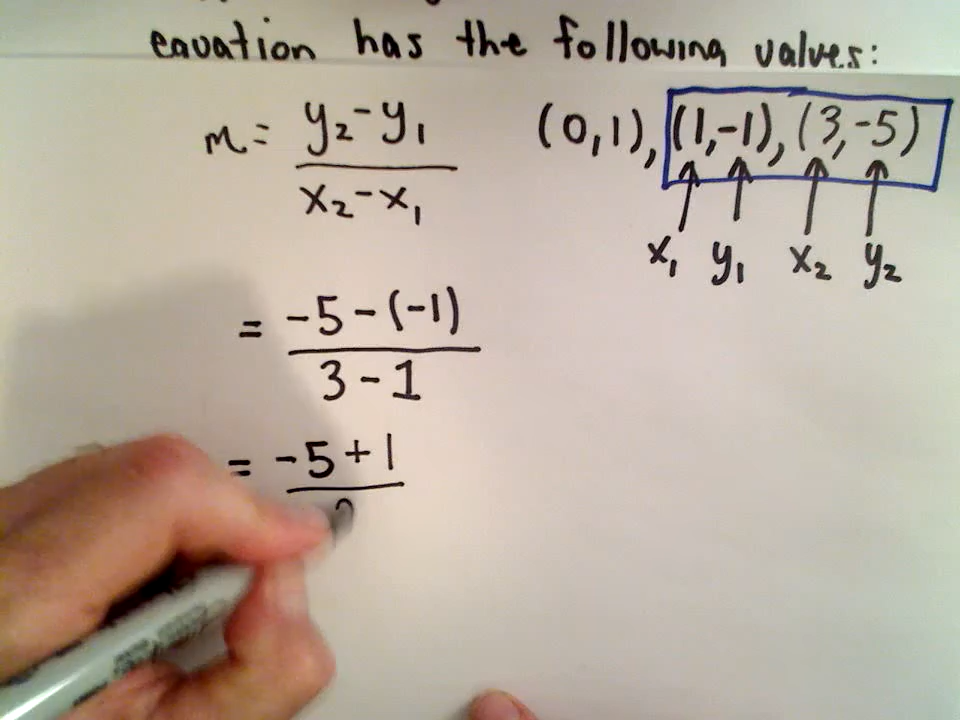 eauation has the following values:
m = y₂ - y₁ / x₂ - x₁
(0,1), (1,-1), (3,-5)
x₁ y₁ x₂ y₂
= -5 - (-1) / 3 - 1
= -5 + 1 /